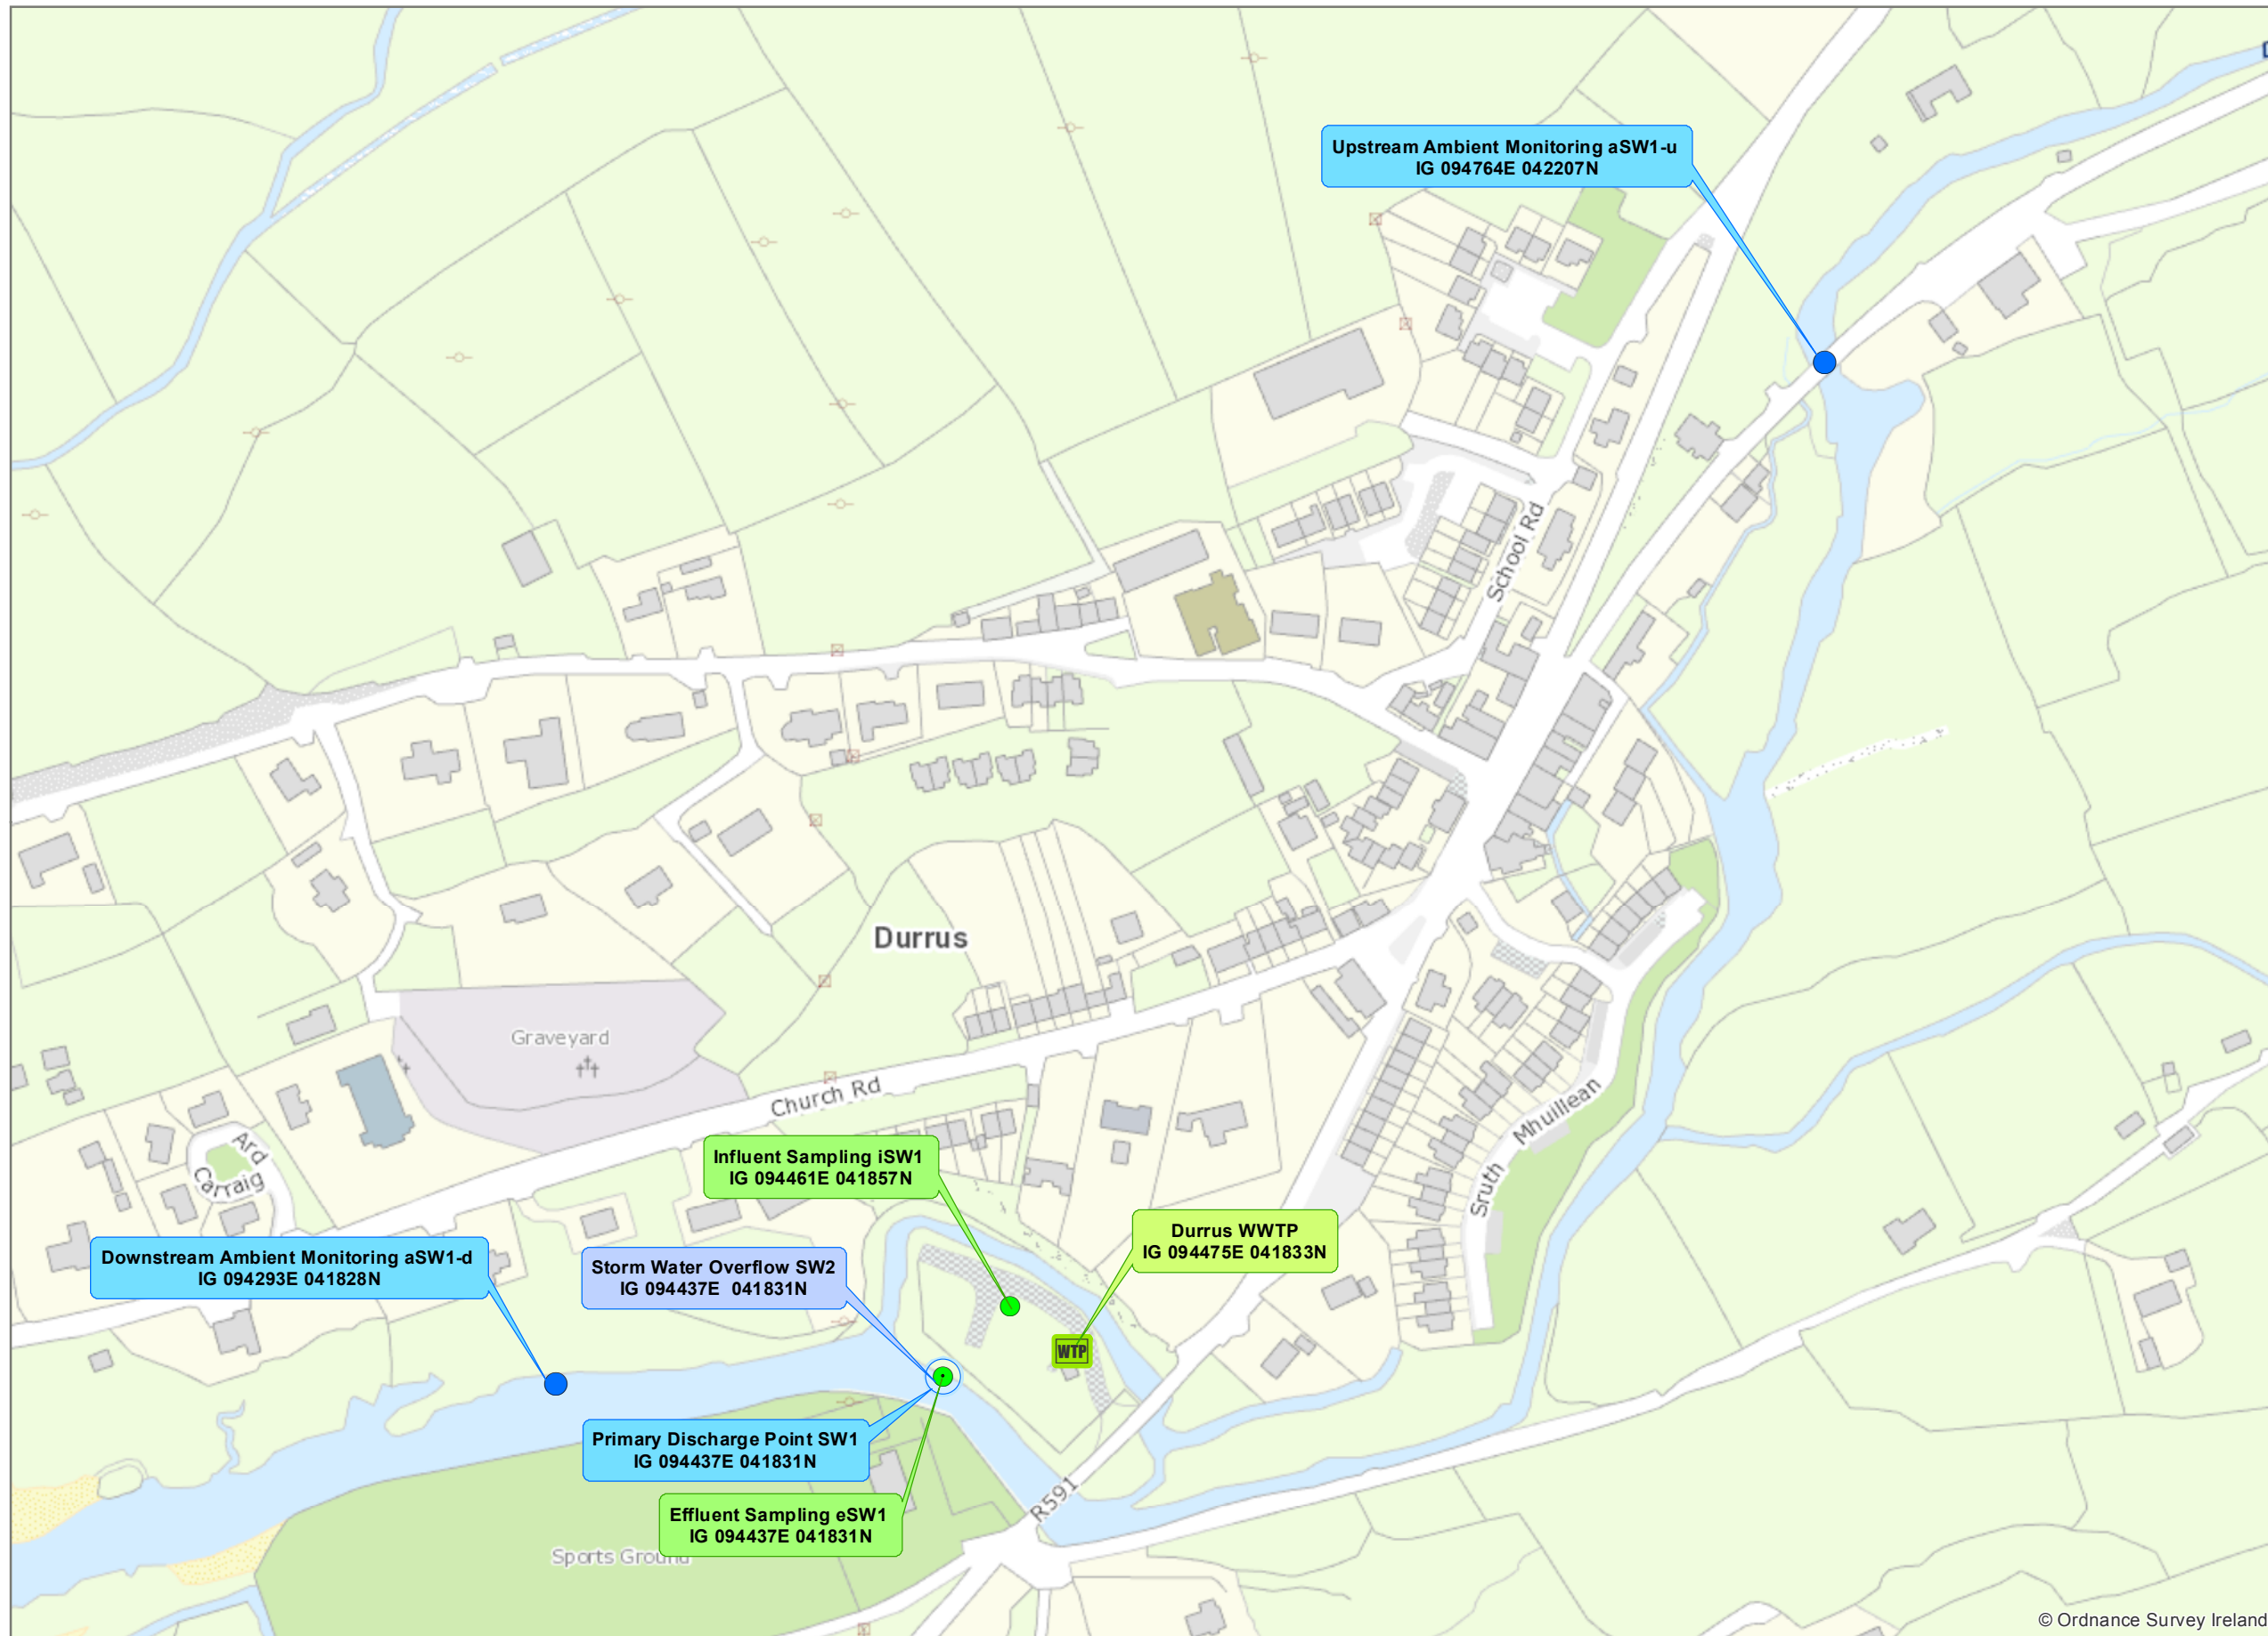 Upstream Ambient Monitoring aSW1-u
IG 094764E 042207N
School Rd
Durrus
Graveyard
Church Rd
Sruth Mhuillean
Ard
Carraig
Influent Sampling iSW1
IG 094461E 041857N
Durrus WWTP
IG 094475E 041833N
Downstream Ambient Monitoring aSW1-d
IG 094293E 041828N
Storm Water Overflow SW2
IG 094437E 041831N
WTP
Primary Discharge Point SW1
IG 094437E 041831N
R591
Effluent Sampling eSW1
IG 094437E 041831N
Sports Ground
© Ordnance Survey Ireland